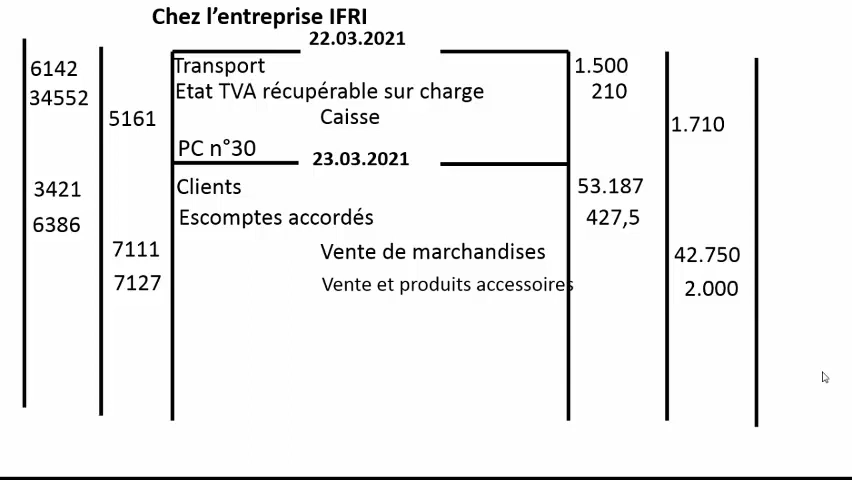 Chez l’entreprise IFRI
22.03.2021
6142 Transport 1.500
34552 Etat TVA récupérable sur charge 210
5161 Caisse 1.710
PC n°30
23.03.2021
3421 Clients 53.187
6386 Escomptes accordés 427,5
7111 Vente de marchandises 42.750
7127 Vente et produits accessoires 2.000